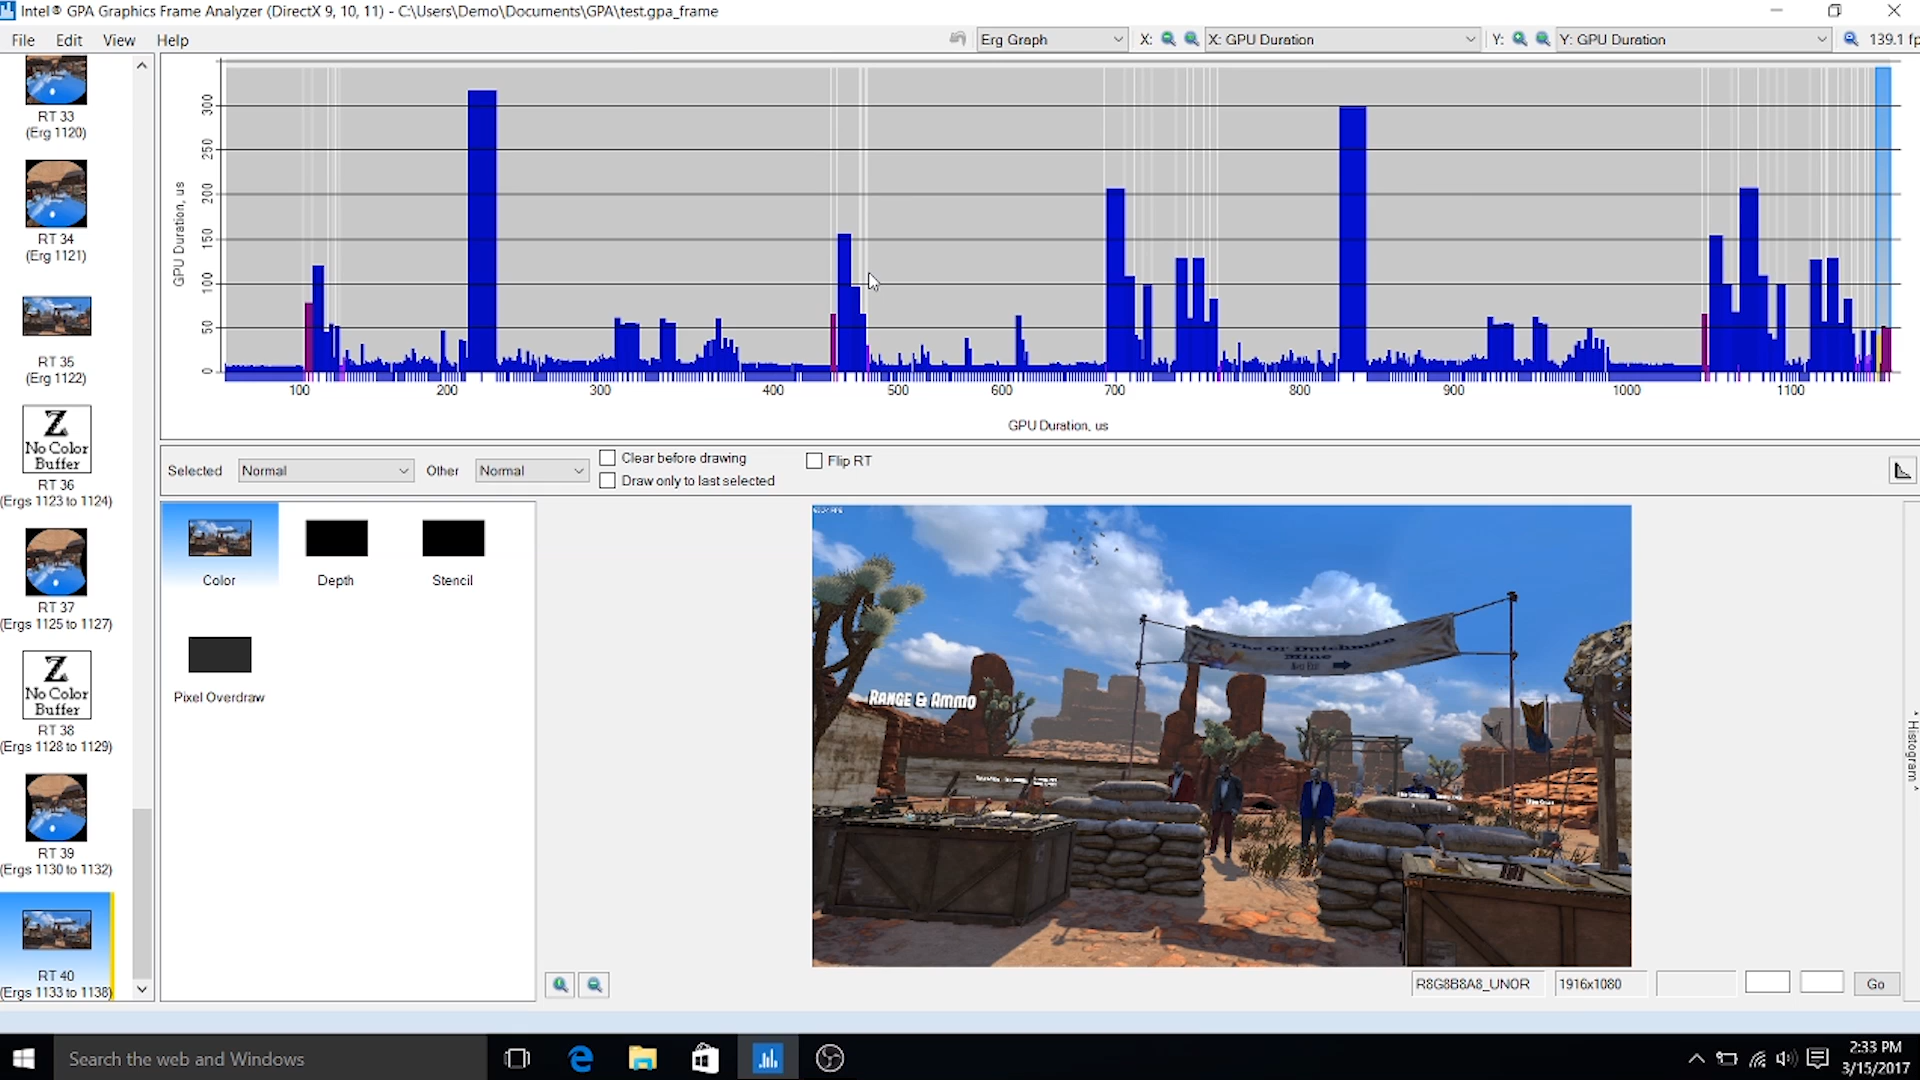 Intel® GPA Graphics Frame Analyzer (DirectX 9, 10, 11) - C:\Users\Demo\Documents\GPA\test.gpa_frame
File Edit View Help
Erg Graph X: X: GPU Duration Y: Y: GPU Duration 139.1 fp
RT 33
(Erg 1120)
RT 34
(Erg 1121)
RT 35
(Erg 1122)
Z
No Color
Buffer
RT 36
(Ergs 1123 to 1124)
RT 37
(Ergs 1125 to 1127)
Z
No Color
Buffer
RT 38
(Ergs 1128 to 1129)
RT 39
(Ergs 1130 to 1132)
RT 40
(Ergs 1133 to 1138)
GPU Duration, us
300
250
200
150
100
50
0
100 200 300 400 500 600 700 800 900 1000 1100
GPU Duration, us
Selected Normal Other Normal
Clear before drawing
Draw only to last selected
Flip RT
Color Depth Stencil
Pixel Overdraw
Range & Ammo
The Ol' Dutchman
Mine
Histogram
R8G8B8A8_UNOR 1916x1080 Go
Search the web and Windows
2:33 PM
3/15/2017